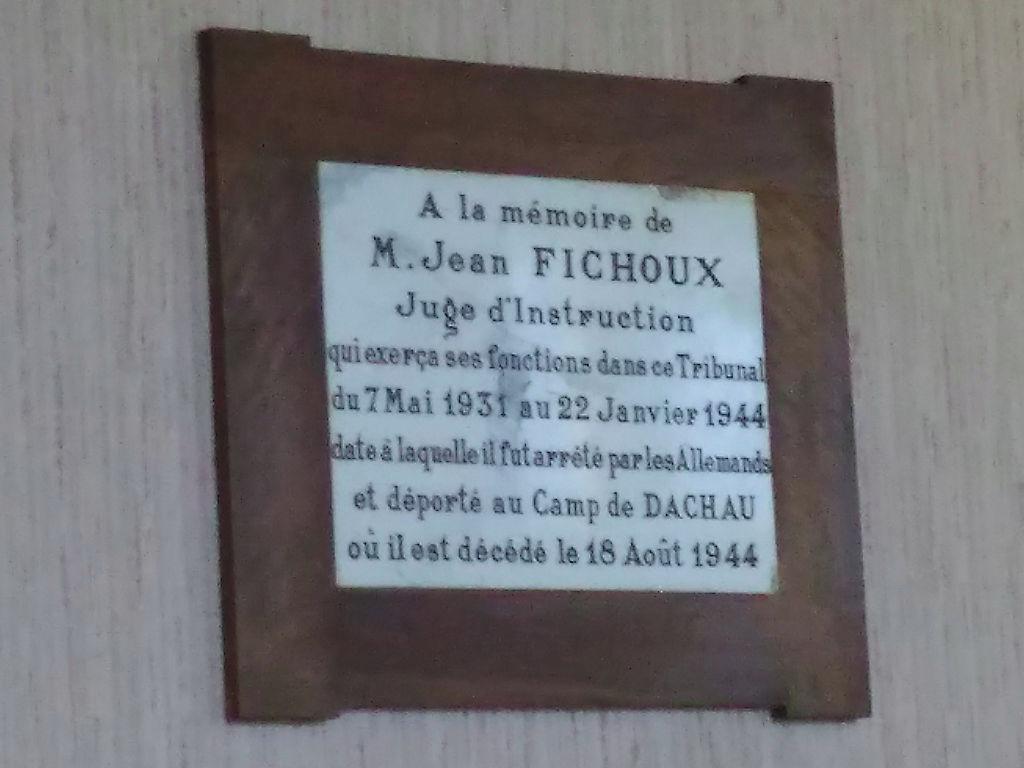 A la mémoire de
M. Jean FICHOUX
Juge d'Instruction
qui exerça ses fonctions dans ce Tribunal
du 7 Mai 1931 au 22 Janvier 1944
date à laquelle il fut arrété par les Allemands
et déporté au Camp de DACHAU
où il est décédé le 18 Août 1944